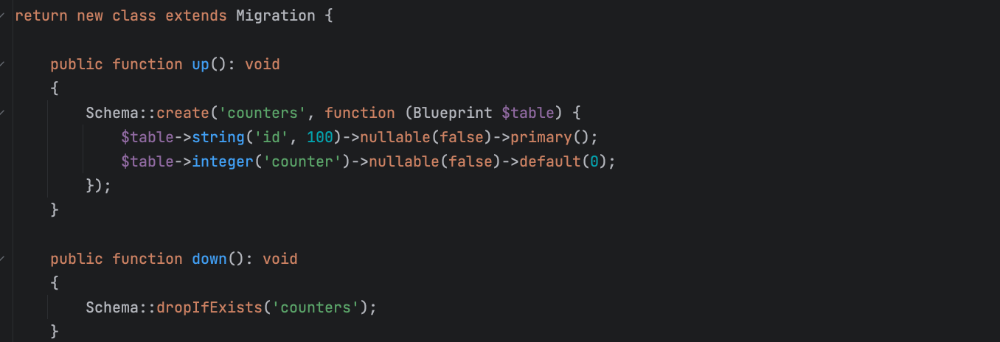 return new class extends Migration {
public function up(): void
{
Schema::create('counters', function (Blueprint $table) {
$table->string('id', 100)->nullable(false)->primary();
$table->integer('counter')->nullable(false)->default(0);
});
}
public function down(): void
{
Schema::dropIfExists('counters');
}